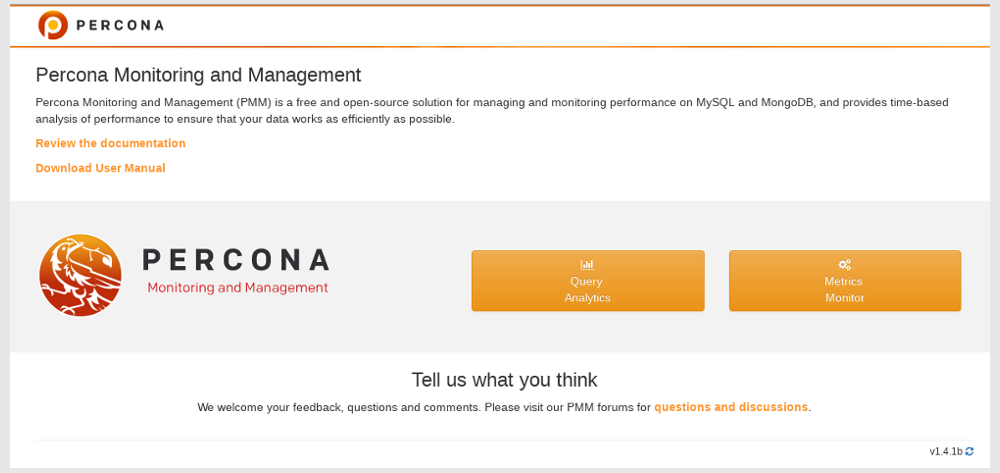 PERCONA
Percona Monitoring and Management
Percona Monitoring and Management (PMM) is a free and open-source solution for managing and monitoring performance on MySQL and MongoDB, and provides time-based
analysis of performance to ensure that your data works as efficiently as possible.
Review the documentation
Download User Manual
PERCONA
Monitoring and Management
Query
Analytics
Metrics
Monitor
Tell us what you think
We welcome your feedback, questions and comments. Please visit our PMM forums for questions and discussions.
v1.4.1b